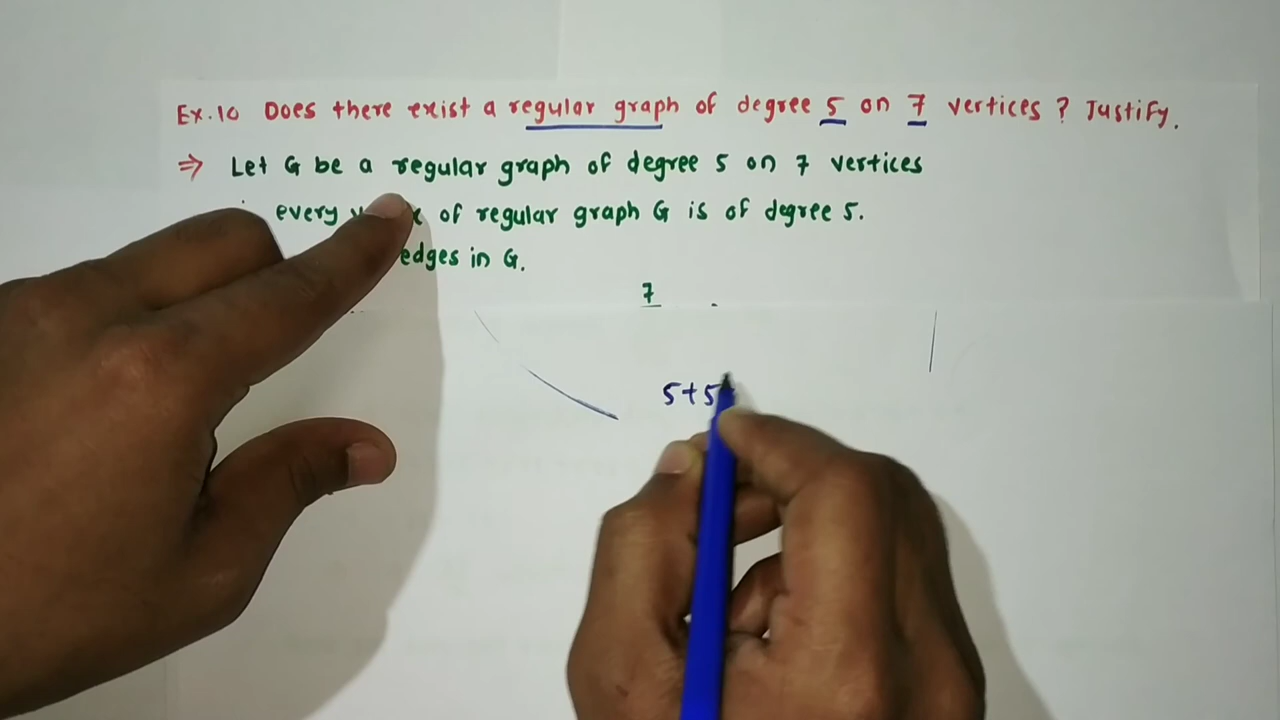 Ex.10 Does there exist a regular graph of degree 5 on 7 vertices? Justify.
⇒ Let G be a regular graph of degree 5 on 7 vertices
every of regular graph G is of degree 5.
edges in G.
7
5+5